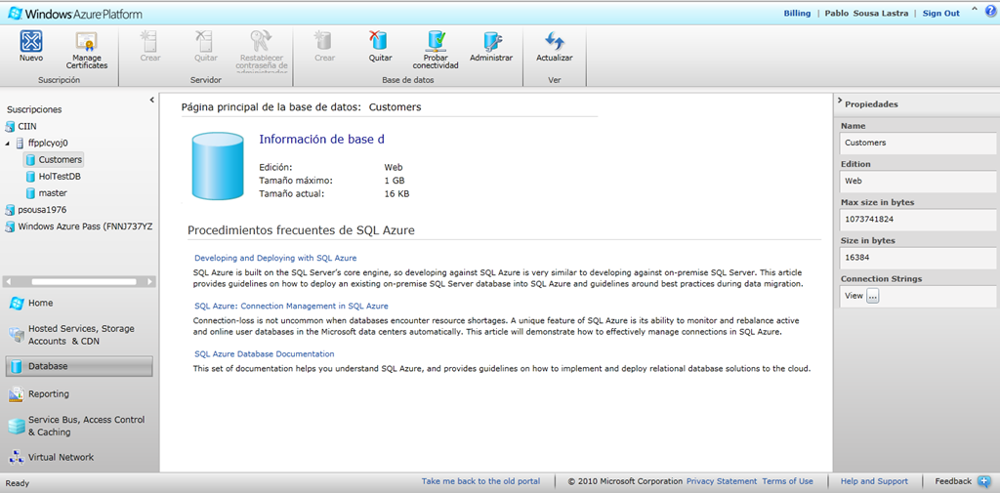 Windows Azure Platform
Billing | Pablo Sousa Lastra | Sign Out
Nuevo
Manage
Certificates
Suscripción
Crear
Quitar
Restablecer
contraseña de
administrador
Servidor
Crear
Quitar
Probar
conectividad
Administrar
Base de datos
Actualizar
Ver
Suscripciones
CIIN
ffpplcyoj0
Customers
HolTestDB
master
psousa1976
Windows Azure Pass (FNNJ737YZ
Home
Hosted Services, Storage
Accounts & CDN
Database
Reporting
Service Bus, Access Control
& Caching
Virtual Network
Página principal de la base de datos: Customers
Información de base d
Edición: Web
Tamaño máximo: 1 GB
Tamaño actual: 16 KB
Procedimientos frecuentes de SQL Azure
Developing and Deploying with SQL Azure
SQL Azure is built on the SQL Server's core engine, so developing against SQL Azure is very similar to developing against on-premise SQL Server. This article
provides guidelines on how to deploy an existing on-premise SQL Server database into SQL Azure and guidelines around best practices during data migration.
SQL Azure: Connection Management in SQL Azure
Connection-loss is not uncommon when databases encounter resource shortages. A unique feature of SQL Azure is its ability to monitor and rebalance active
and online user databases in the Microsoft data centers automatically. This article will demonstrate how to effectively manage connections in SQL Azure.
SQL Azure Database Documentation
This set of documentation helps you understand SQL Azure, and provides guidelines on how to implement and deploy relational database solutions to the cloud.
Propiedades
Name
Customers
Edition
Web
Max size in bytes
1073741824
Size in bytes
16384
Connection Strings
View ...
Ready
Take me back to the old portal | © 2010 Microsoft Corporation Privacy Statement Terms of Use | Help and Support | Feedback